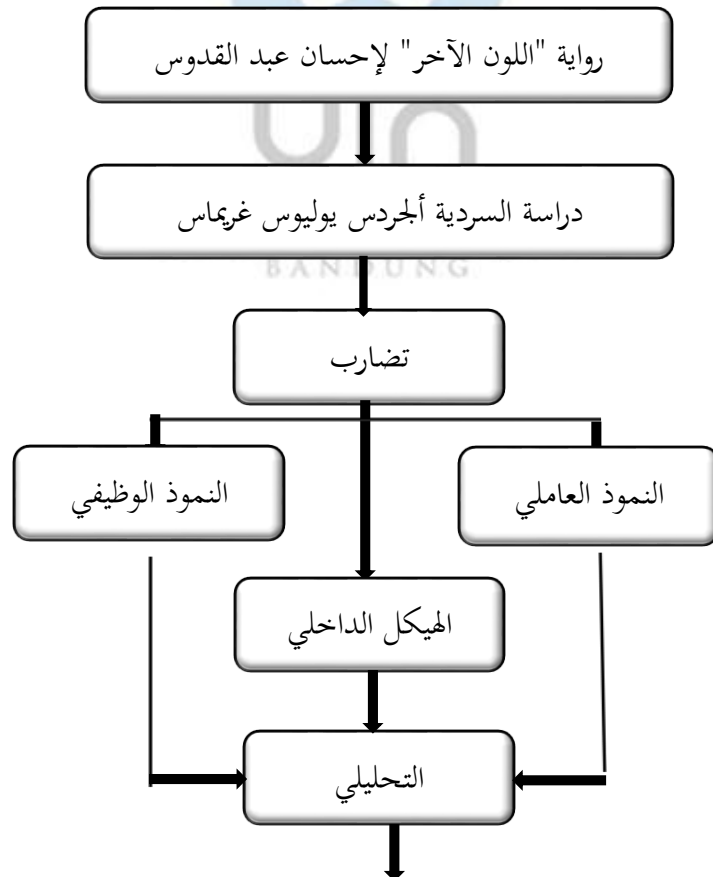 رواية "اللون الآخر" لإحسان عبد القدوس
دراسة السردية ألجردس يوليوس غريماس
BANDUNG
تضارب
النموذ العاملي
النموذ الوظيفي
الهيكل الداخلي
التحليلي